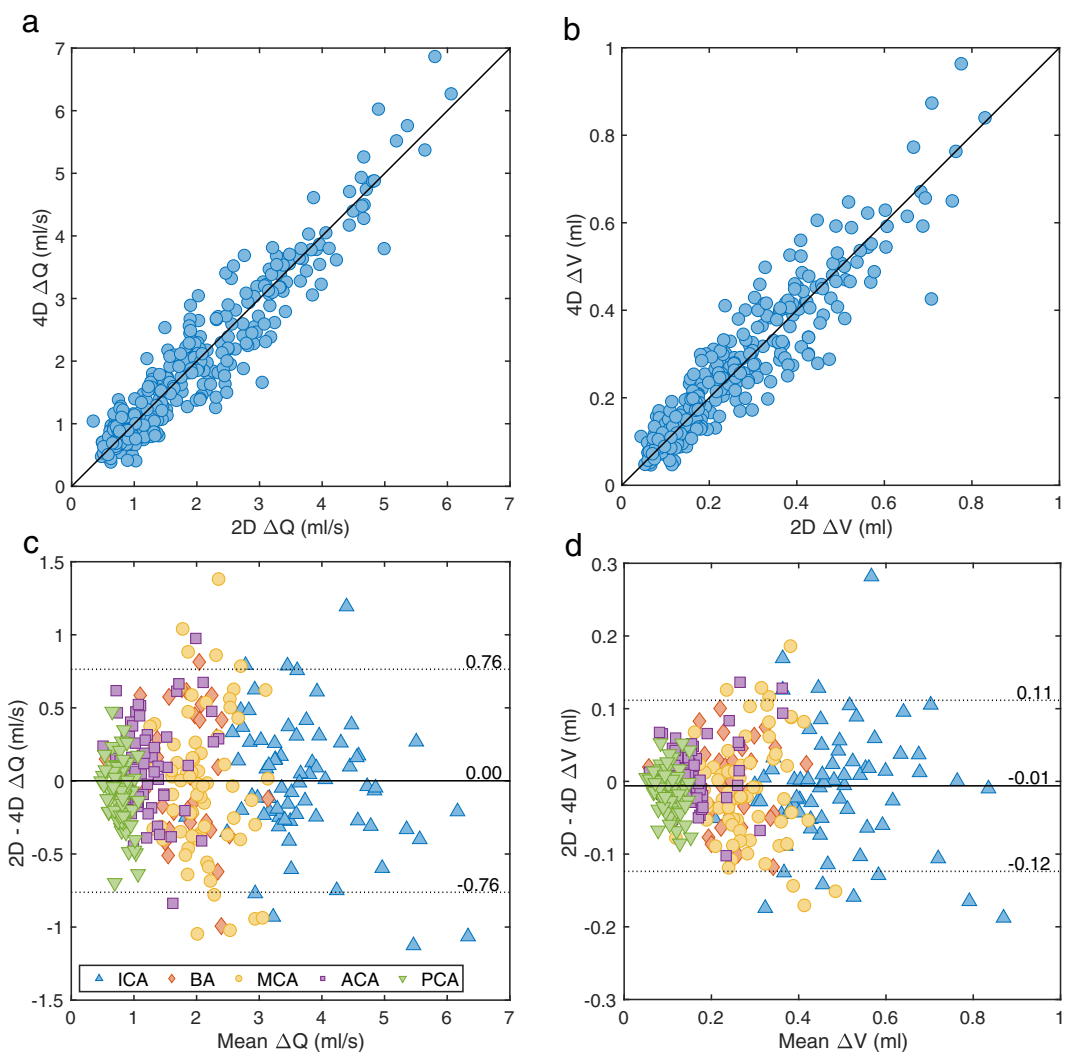 a
7
6
5
4
3
2
1
0
4D ΔQ (ml/s)
0 1 2 3 4 5 6 7
2D ΔQ (ml/s)
b
1
0.8
0.6
0.4
0.2
0
4D ΔV (ml)
0 0.2 0.4 0.6 0.8 1
2D ΔV (ml)
c
1.5
1
0.5
0
-0.5
-1
-1.5
2D - 4D ΔQ (ml/s)
0.76
0.00
-0.76
ICA BA MCA ACA PCA
0 1 2 3 4 5 6 7
Mean ΔQ (ml/s)
d
0.3
0.2
0.1
0
-0.1
-0.2
-0.3
2D - 4D ΔV (ml)
0.11
-0.01
-0.12
0 0.2 0.4 0.6 0.8 1
Mean ΔV (ml)